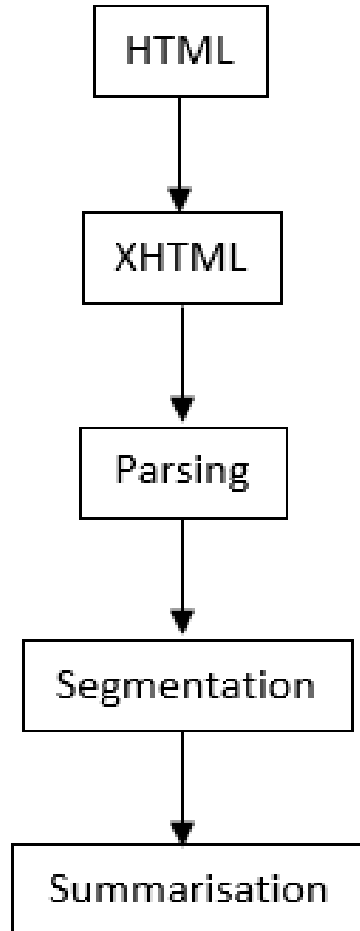 HTML
XHTML
Parsing
Segmentation
Summarisation